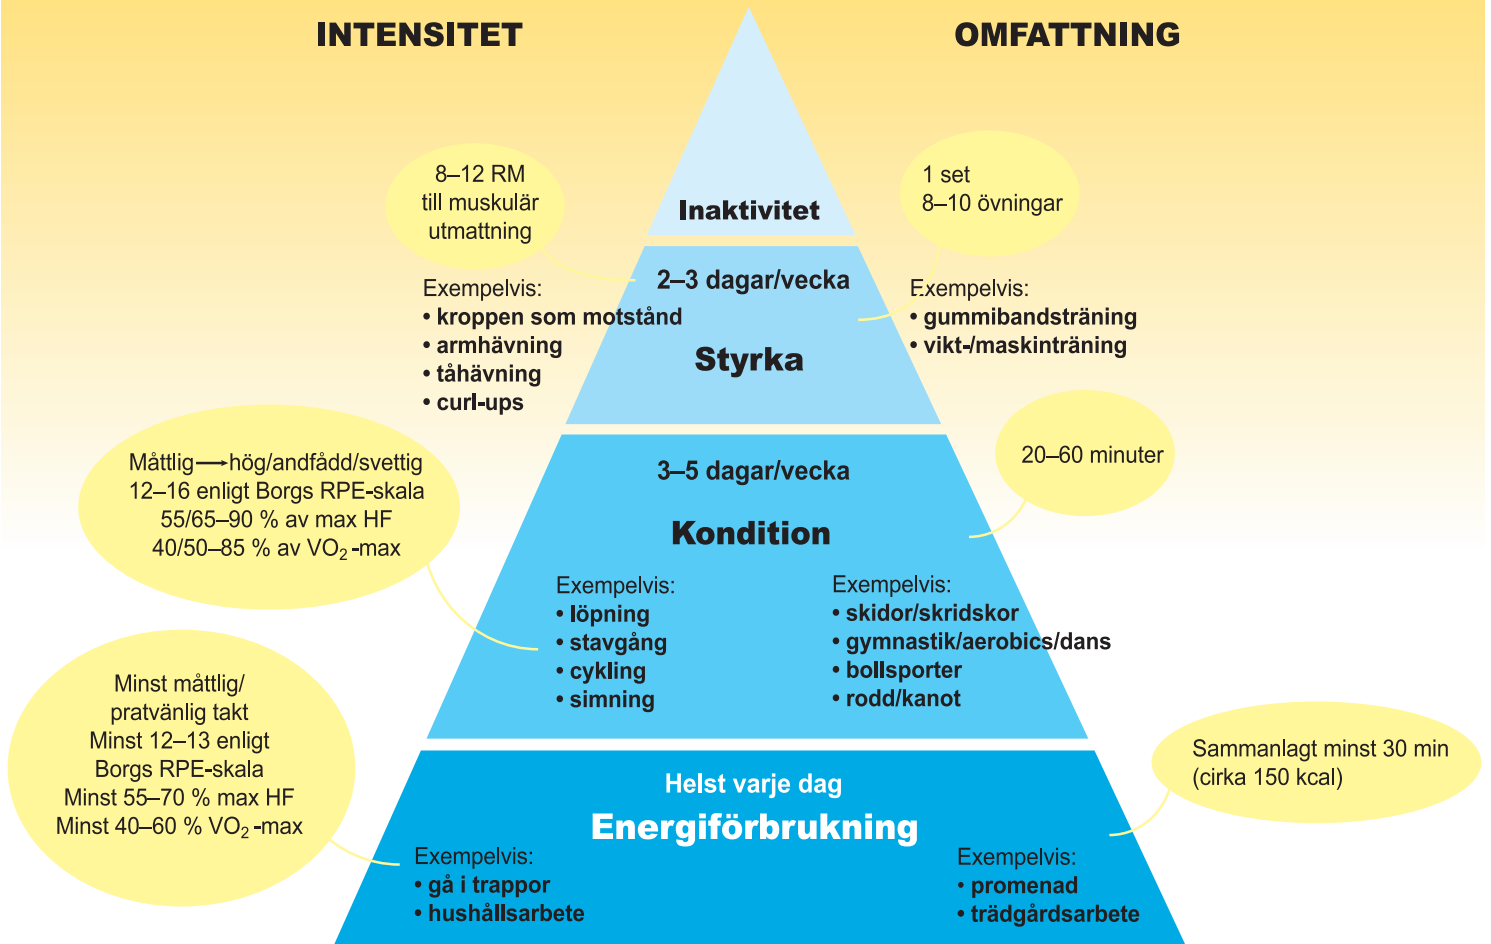 INTENSITET
OMFATTNING
8–12 RM
till muskulär
utmattning
1 set
8–10 övningar
Inaktivitet
2–3 dagar/vecka
Styrka
Exempelvis:
• kroppen som motstånd
• armhävning
• tåhävning
• curl-ups
Exempelvis:
• gummibandsträning
• vikt-/maskinträning
Måttlig→hög/andfådd/svettig
12–16 enligt Borgs RPE-skala
55/65–90 % av max HF
40/50–85 % av VO₂-max
3–5 dagar/vecka
Kondition
20–60 minuter
Exempelvis:
• löpning
• stavgång
• cykling
• simning
Exempelvis:
• skidor/skridskor
• gymnastik/aerobics/dans
• bollsporter
• rodd/kanot
Minst måttlig/
pratvänlig takt
Minst 12–13 enligt
Borgs RPE-skala
Minst 55–70 % max HF
Minst 40–60 % VO₂-max
Helst varje dag
Energiförbrukning
Sammanlagt minst 30 min
(cirka 150 kcal)
Exempelvis:
• gå i trappor
• hushållsarbete
Exempelvis:
• promenad
• trädgårdsarbete